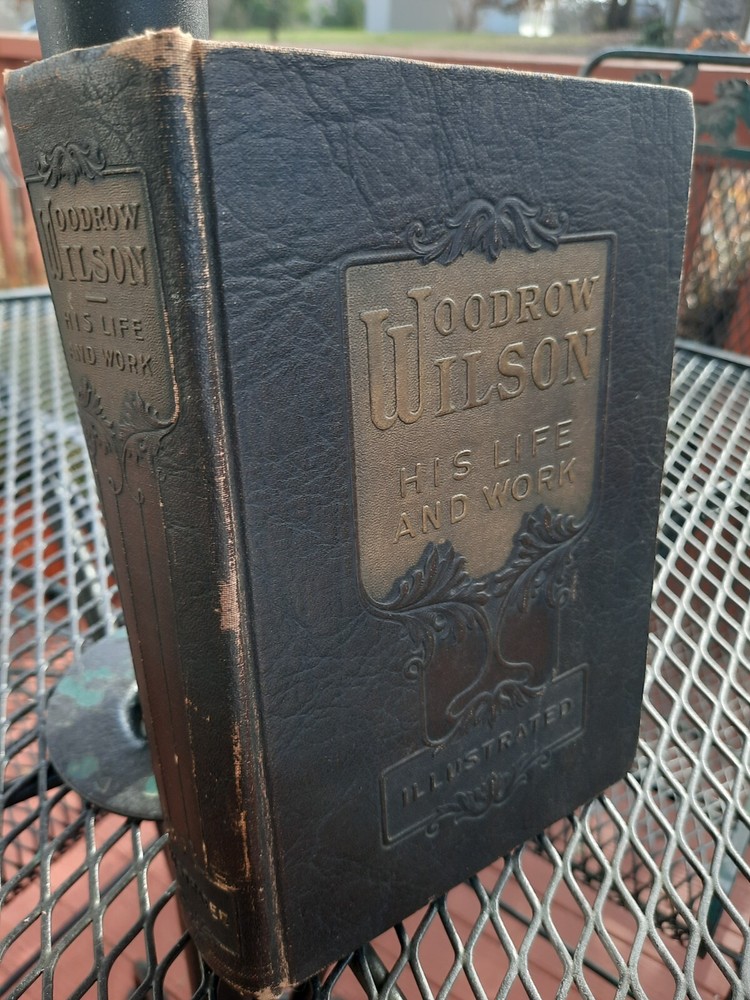 WOODROW
WILSON
HIS LIFE
AND WORK
WOODROW
WILSON
HIS LIFE
AND WORK
ILLUSTRATED